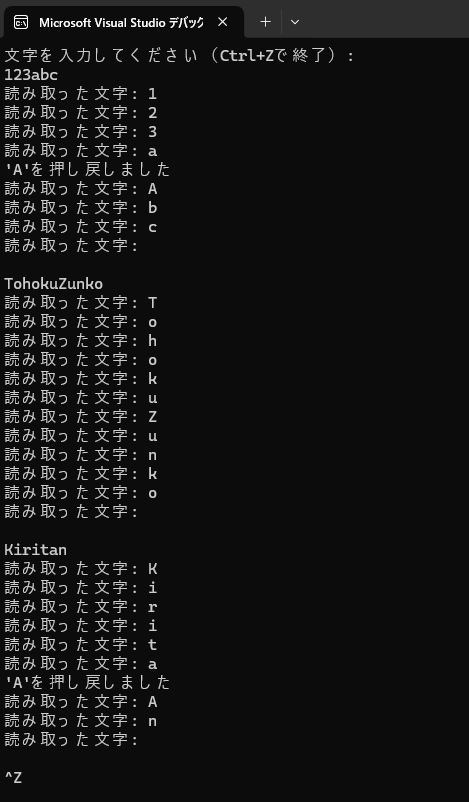 Microsoft Visual Studio デバッグ
文字を入力してください（Ctrl+Zで終了）:
123abc
読み取った文字: 1
読み取った文字: 2
読み取った文字: 3
読み取った文字: a
'A'を押し戻しました
読み取った文字: A
読み取った文字: b
読み取った文字: c
読み取った文字:
TohokuZunko
読み取った文字: T
読み取った文字: o
読み取った文字: h
読み取った文字: o
読み取った文字: k
読み取った文字: u
読み取った文字: Z
読み取った文字: u
読み取った文字: n
読み取った文字: k
読み取った文字: o
読み取った文字:
Kiritan
読み取った文字: K
読み取った文字: i
読み取った文字: r
読み取った文字: i
読み取った文字: t
読み取った文字: a
'A'を押し戻しました
読み取った文字: A
読み取った文字: n
読み取った文字:
^Z